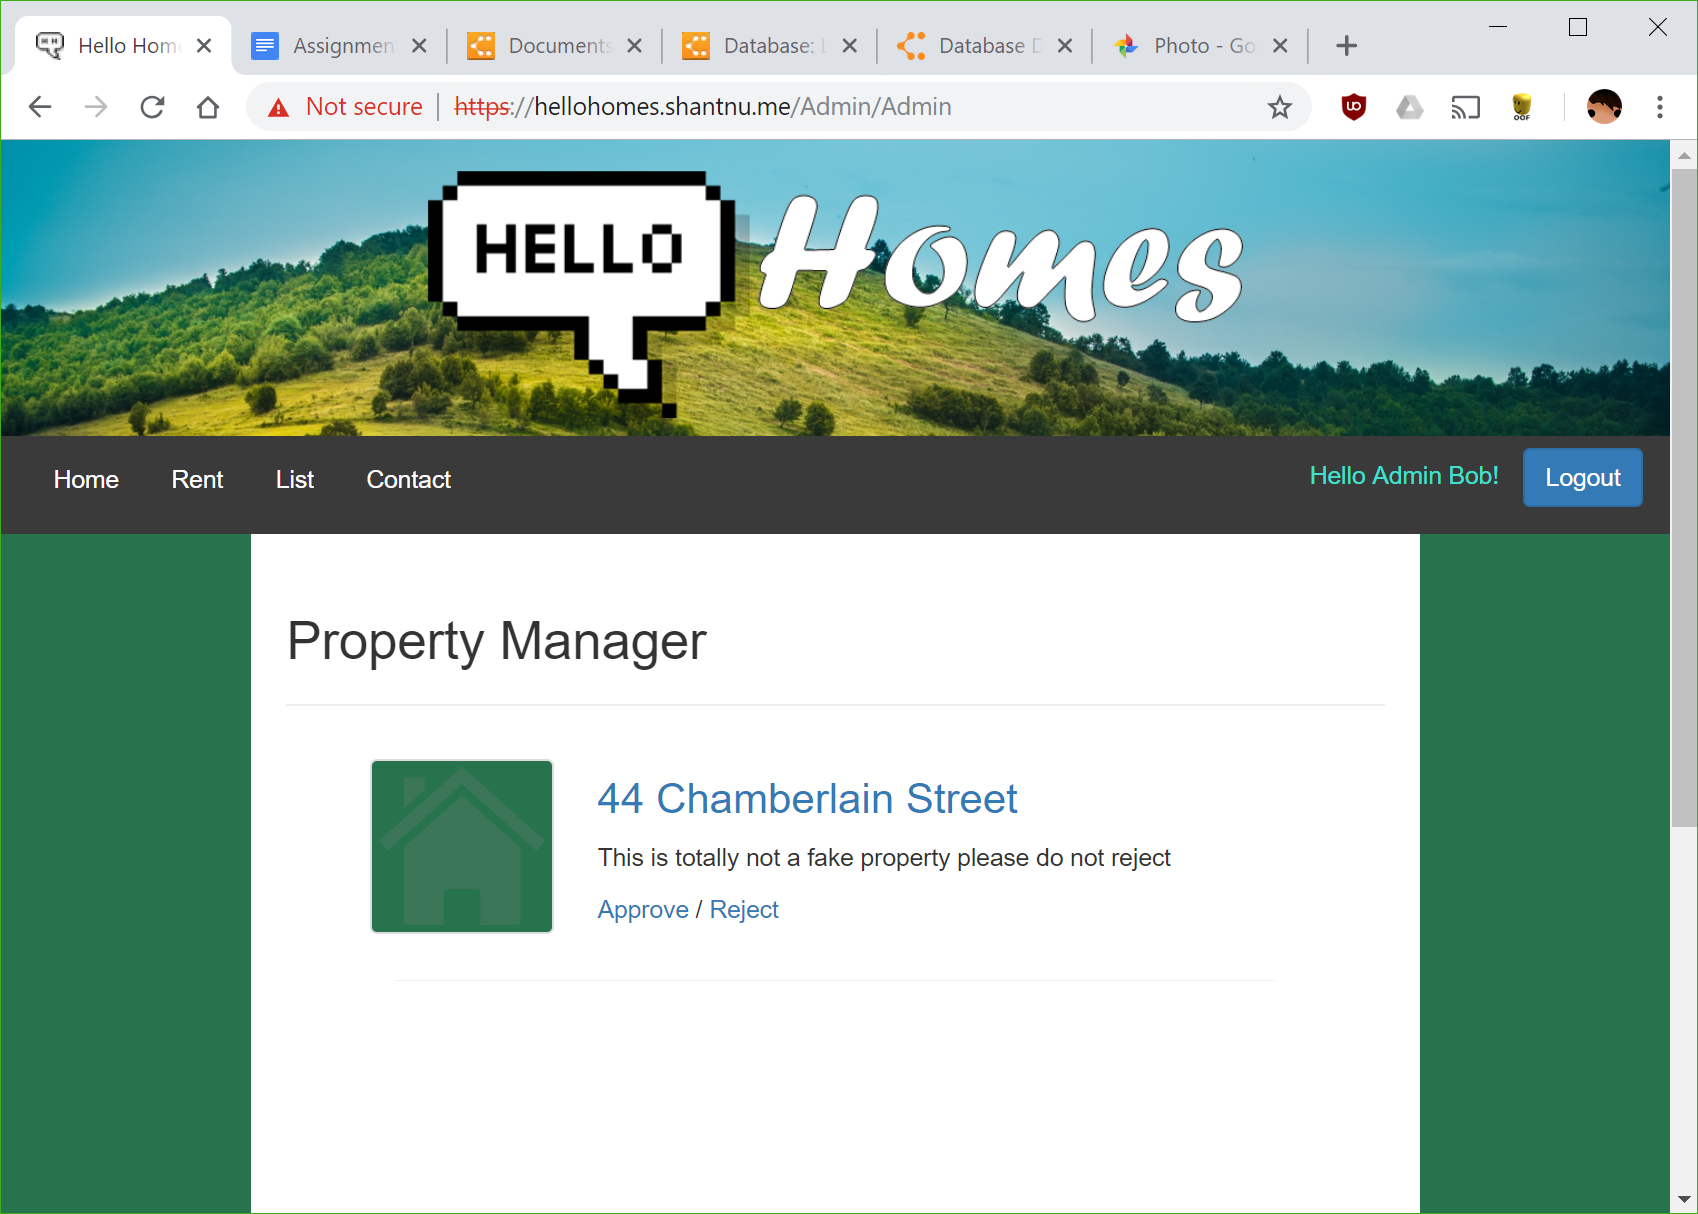 Hello Hom
Assignmen
Documents
Database: L
Database D
Photo - Go
Not secure
https://hellohomes.shantnu.me/Admin/Admin
UO
OOF
HELLO Homes
Home Rent List Contact
Hello Admin Bob! Logout
Property Manager
44 Chamberlain Street
This is totally not a fake property please do not reject
Approve / Reject